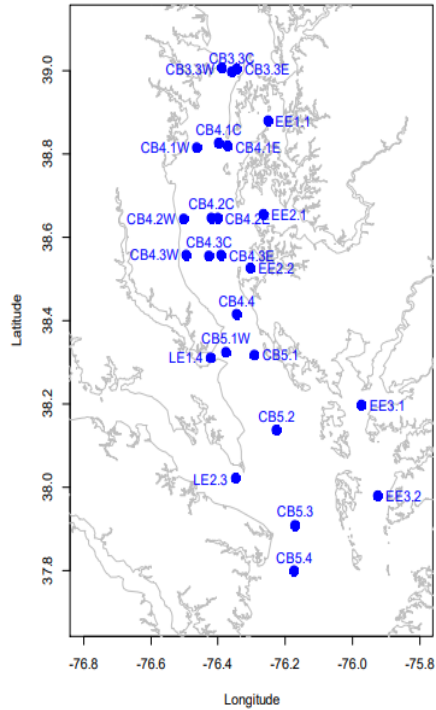 CB3.3C
CB3.3W CB3.3E
39.0
EE1.1
CB4.1C
38.8
CB4.1W CB4.1E
CB4.2C
CB4.2W CB4.2E EE2.1
38.6
CB4.3C
CB4.3W CB4.3E
EE2.2
CB4.4
38.4
CB5.1W
LE1.4 CB5.1
Latitude
38.2
EE3.1
CB5.2
LE2.3
38.0
EE3.2
CB5.3
37.8
CB5.4
-76.8 -76.6 -76.4 -76.2 -76.0 -75.8
Longitude